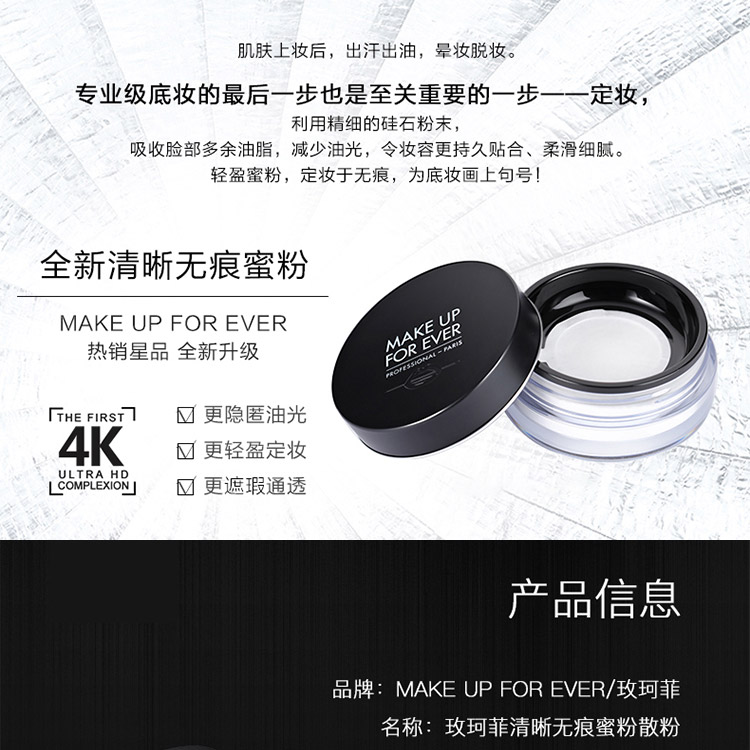 肌肤上妆后，出汗出油，晕妆脱妆。
专业级底妆的最后一步也是至关重要的一步——定妆，
利用精细的硅石粉末，
吸收脸部多余油脂，减少油光，令妆容更持久贴合、柔滑细腻。
轻盈蜜粉，定妆于无痕，为底妆画上句号！
全新清晰无痕蜜粉
MAKE UP FOR EVER
热销星品 全新升级
THE FIRST
4K
ULTRA HD
COMPLEXION
更隐匿油光
更轻盈定妆
更遮瑕通透
MAKE UP
FOR EVER
PROFESSIONAL - PARIS
产品信息
品牌：MAKE UP FOR EVER/玫珂菲
名称：玫珂菲清晰无痕蜜粉散粉